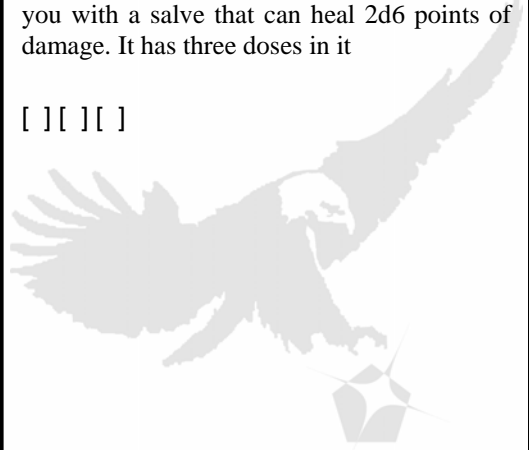 you with a salve that can heal 2d6 points of
damage. It has three doses in it
[ ] [ ] [ ]